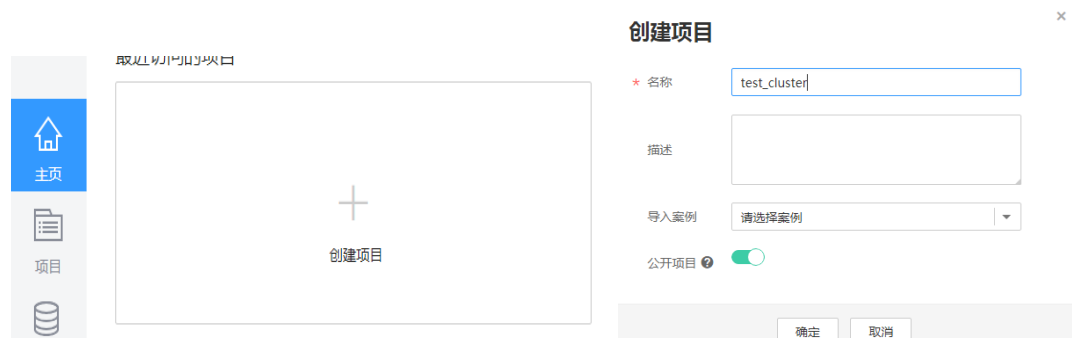 最近访问的项目
主页
项目
创建项目
创建项目
×
* 名称
test_cluster
描述
导入案例
请选择案例
公开项目 ?
确定
取消